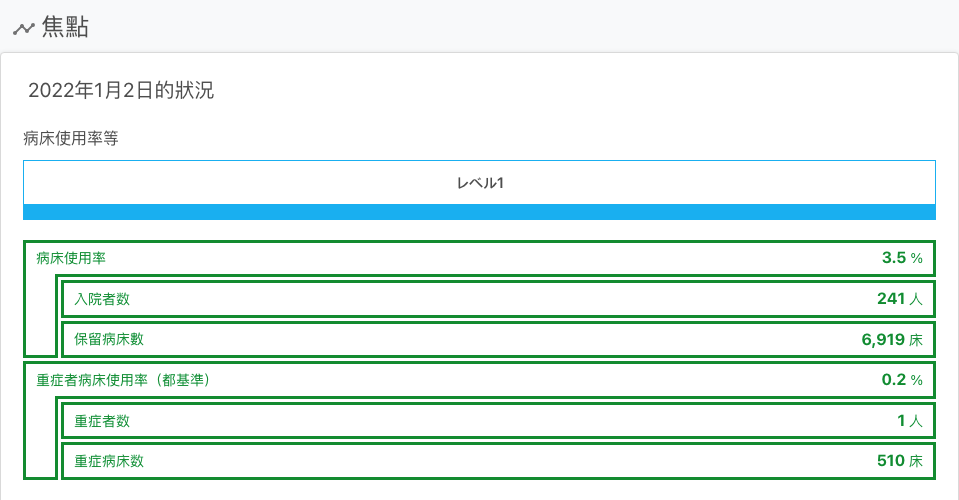 焦點
2022年1月2日的狀況
病床使用率等
レベル1
病床使用率 3.5 %
入院者数 241 人
保留病床數 6,919 床
重症者病床使用率（都基準） 0.2 %
重症者数 1 人
重症病床数 510 床